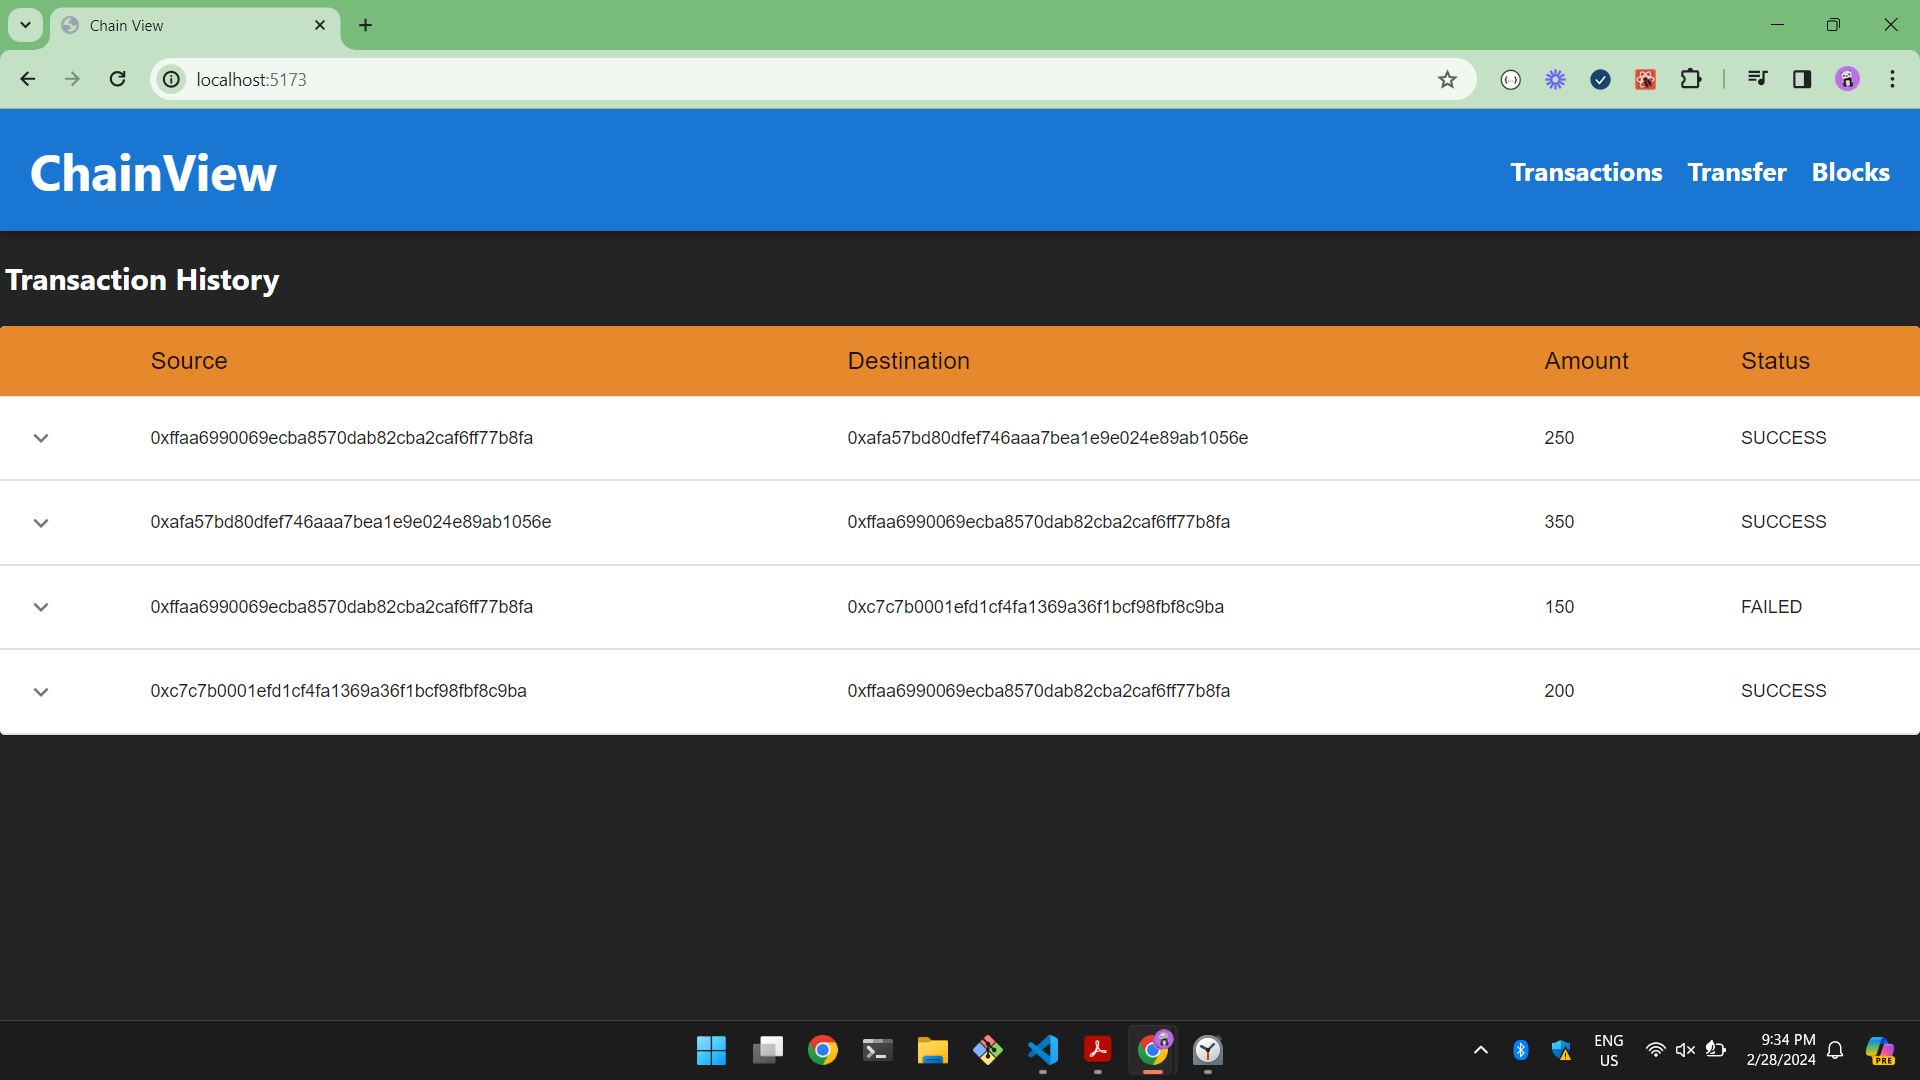 Chain View
localhost:5173
ChainView
Transactions Transfer Blocks
Transaction History
Source Destination Amount Status
0xffaa6990069ecba8570dab82cba2caf6ff77b8fa 0xafa57bd80dfef746aaa7bea1e9e024e89ab1056e 250 SUCCESS
0xafa57bd80dfef746aaa7bea1e9e024e89ab1056e 0xffaa6990069ecba8570dab82cba2caf6ff77b8fa 350 SUCCESS
0xffaa6990069ecba8570dab82cba2caf6ff77b8fa 0xc7c7b0001efd1cf4fa1369a36f1bcf98fbf8c9ba 150 FAILED
0xc7c7b0001efd1cf4fa1369a36f1bcf98fbf8c9ba 0xffaa6990069ecba8570dab82cba2caf6ff77b8fa 200 SUCCESS
ENG
US
9:34 PM
2/28/2024
PRE